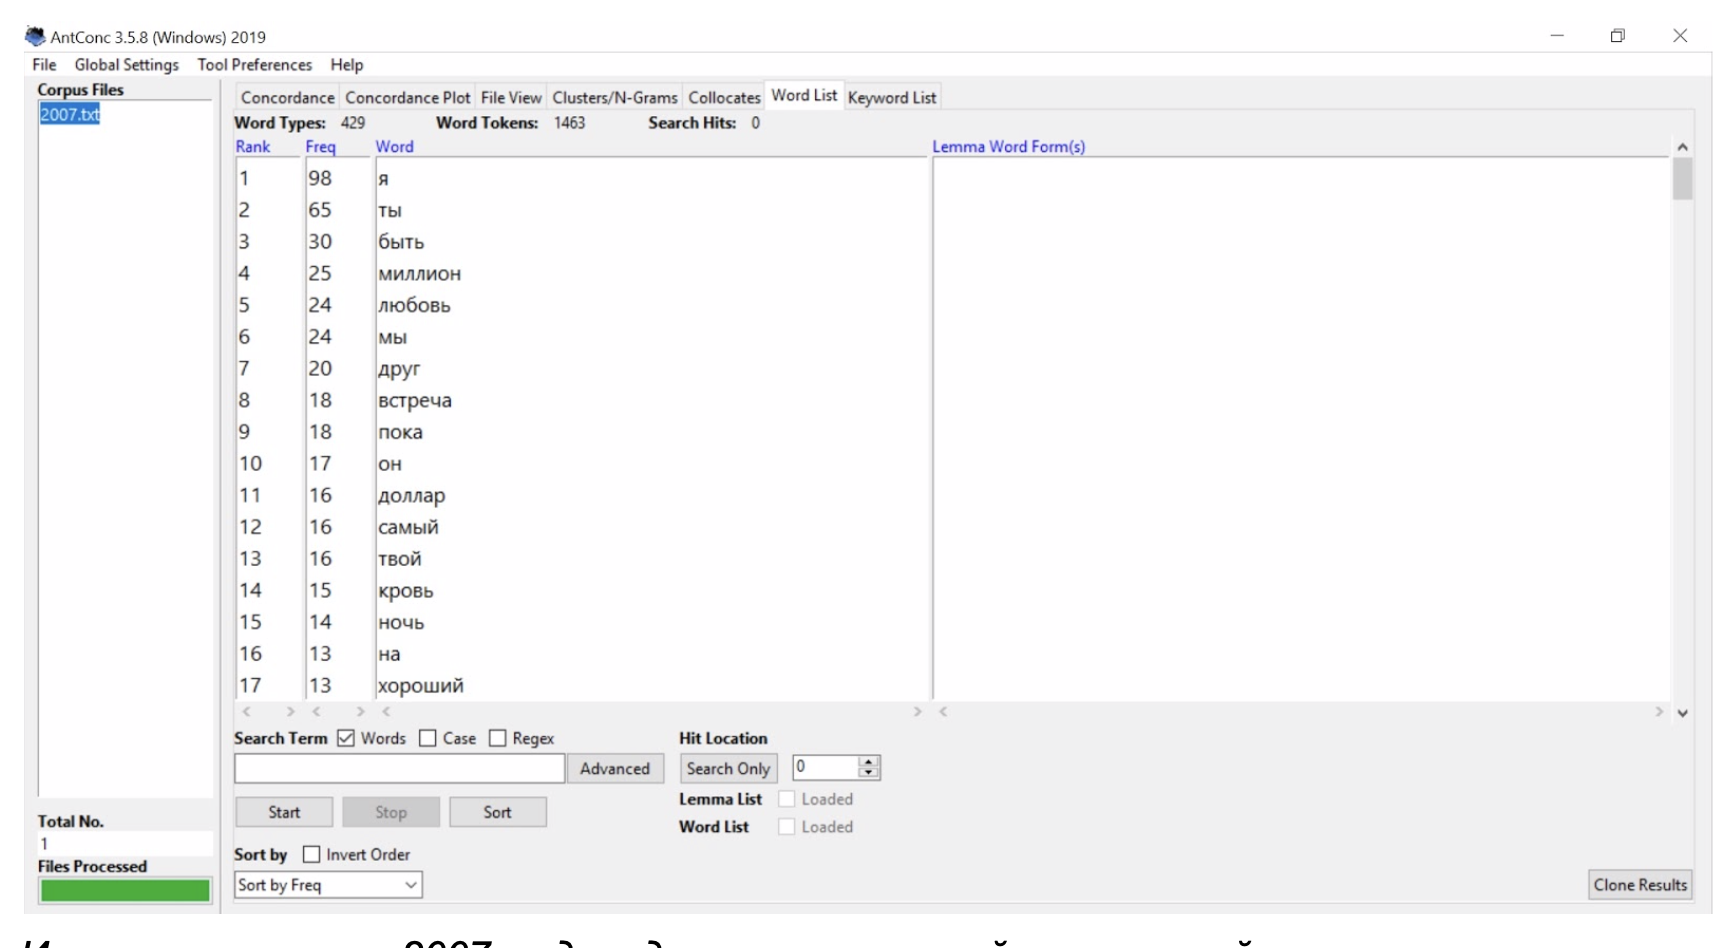 AntConc 3.5.8 (Windows) 2019
File Global Settings Tool Preferences Help
Corpus Files
2007.txt
Concordance Concordance Plot File View Clusters/N-Grams Collocates Word List Keyword List
Word Types: 429 Word Tokens: 1463 Search Hits: 0
Rank Freq Word Lemma Word Form(s)
1 98 я
2 65 ты
3 30 быть
4 25 миллион
5 24 любовь
6 24 мы
7 20 друг
8 18 встреча
9 18 пока
10 17 он
11 16 доллар
12 16 самый
13 16 твой
14 15 кровь
15 14 ночь
16 13 на
17 13 хороший
Search Term Words Case Regex Hit Location
Advanced Search Only 0
Start Stop Sort Lemma List Loaded
Word List Loaded
Total No.
1
Files Processed
Sort by Invert Order
Sort by Freq Clone Results
2007